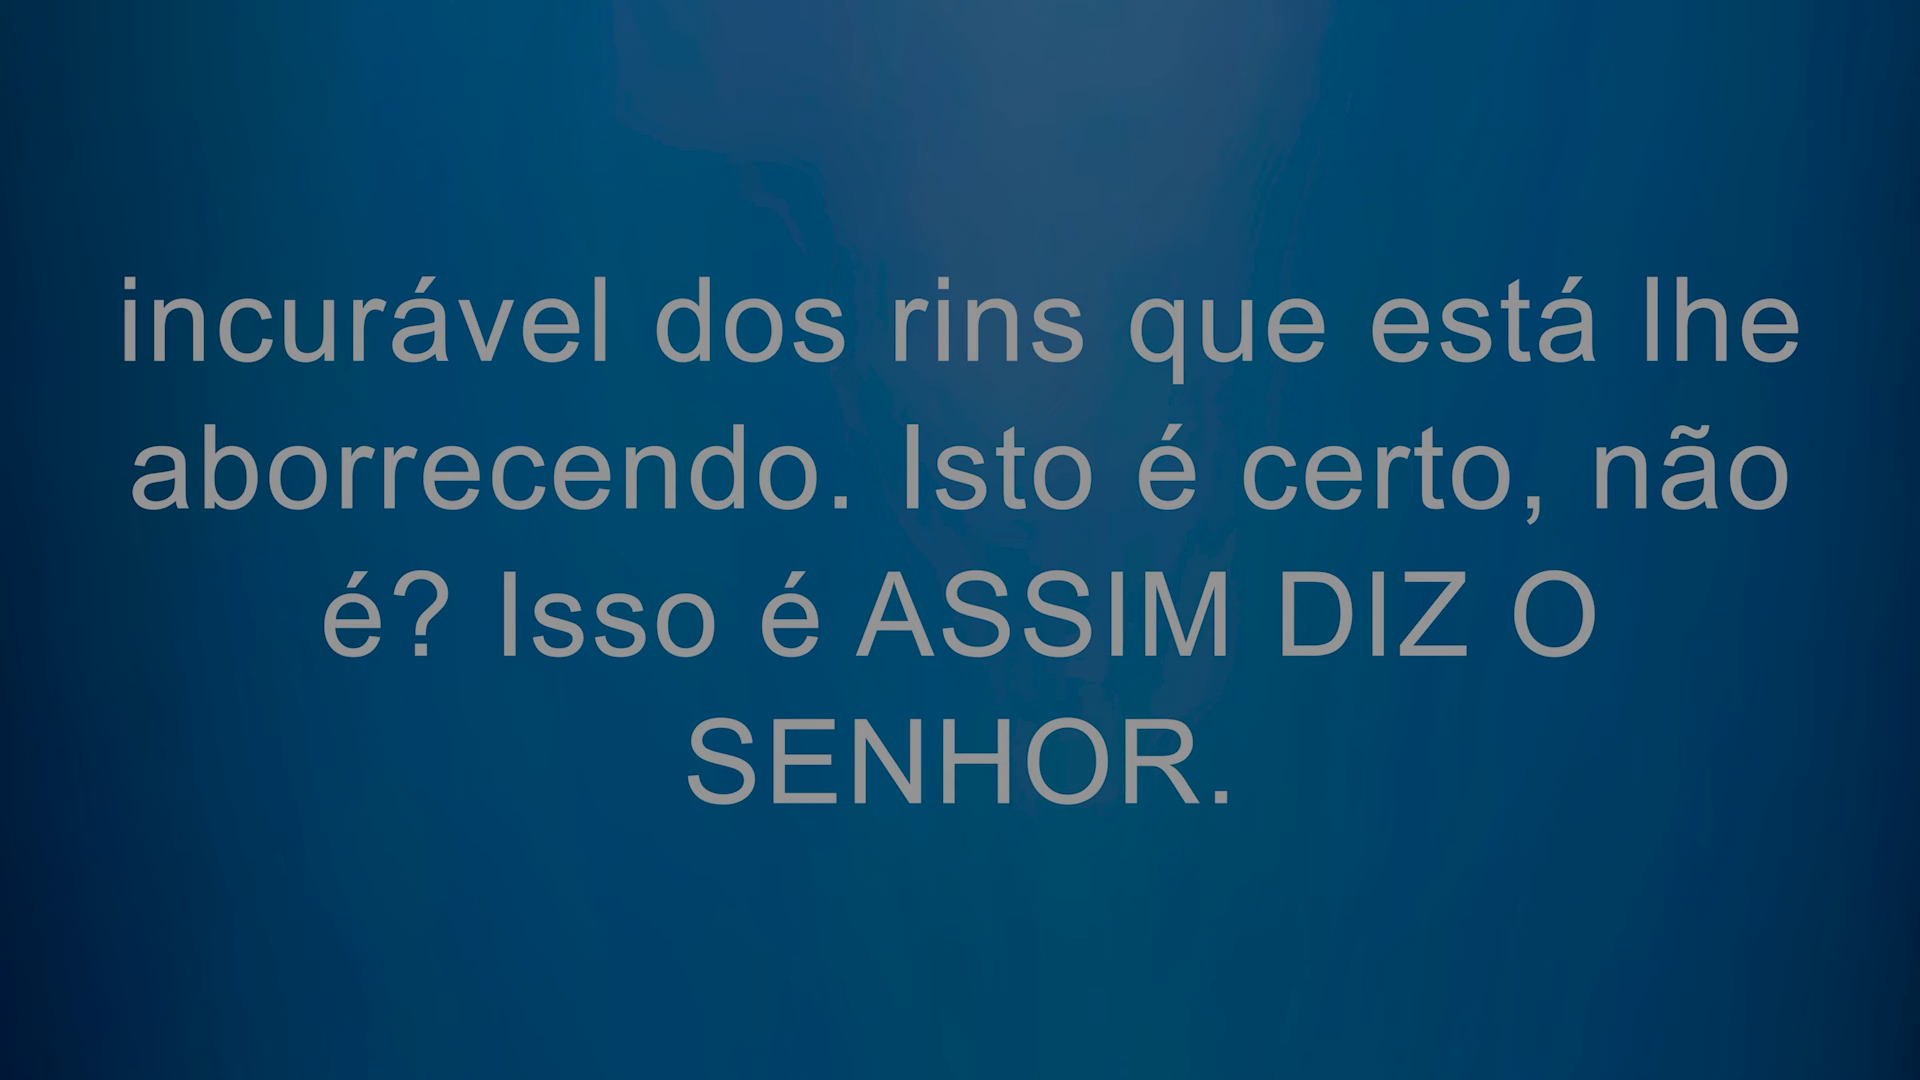 incurável dos rins que está lhe
aborrecendo. Isto é certo, não
é? Isso é ASSIM DIZ O
SENHOR.